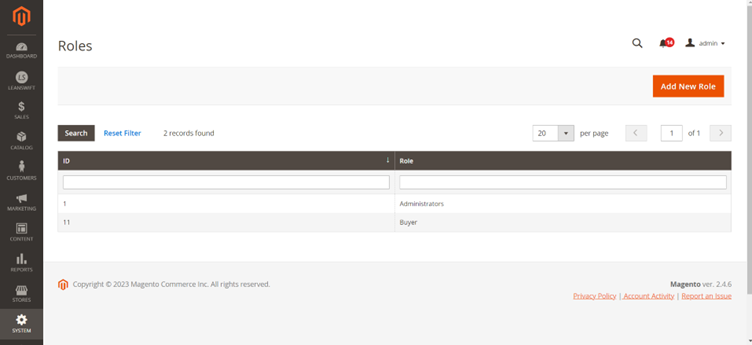 Roles
14
admin
DASHBOARD
LS
LEANSWIFT
$
SALES
CATALOG
CUSTOMERS
MARKETING
CONTENT
REPORTS
STORES
SYSTEM
Add New Role
Search Reset Filter 2 records found 20 per page 1 of 1
ID ↓ Role
1 Administrators
11 Buyer
Copyright © 2023 Magento Commerce Inc. All rights reserved. Magento ver. 2.4.6
Privacy Policy | Account Activity | Report an Issue